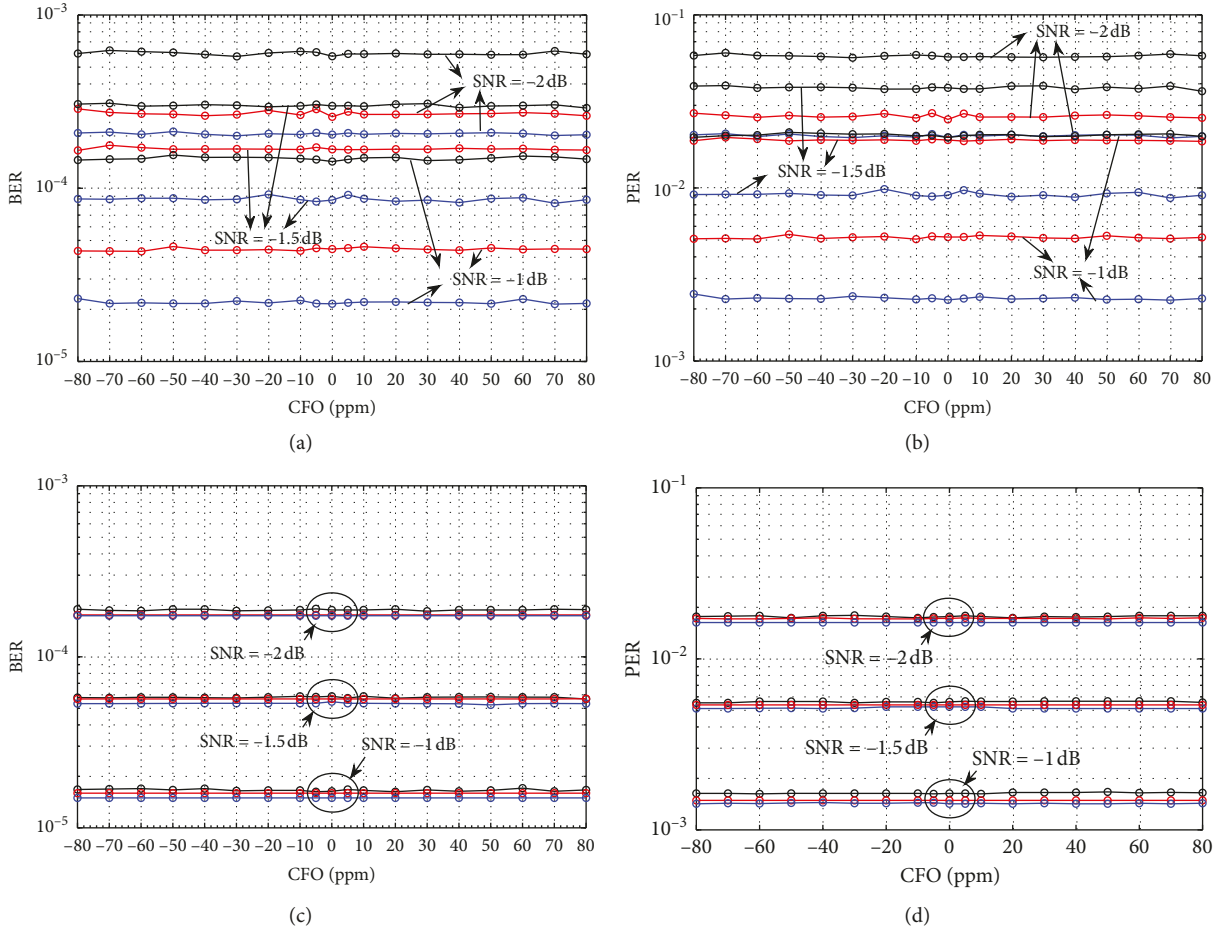 10⁻³
10⁻⁴
10⁻⁵
BER
SNR = −2 dB
SNR = −1.5 dB
SNR = −1 dB
−80 −70 −60 −50 −40 −30 −20 −10 0 10 20 30 40 50 60 70 80
CFO (ppm)
(a)
10⁻¹
10⁻²
10⁻³
PER
SNR = −2 dB
SNR = −1.5 dB
SNR = −1 dB
−80 −70 −60 −50 −40 −30 −20 −10 0 10 20 30 40 50 60 70 80
CFO (ppm)
(b)
10⁻³
10⁻⁴
10⁻⁵
BER
SNR = −2 dB
SNR = −1.5 dB
SNR = −1 dB
−80 −70 −60 −50 −40 −30 −20 −10 0 10 20 30 40 50 60 70 80
CFO (ppm)
(c)
10⁻¹
10⁻²
10⁻³
PER
SNR = −2 dB
SNR = −1.5 dB
SNR = −1 dB
−80 −60 −40 −20 0 20 40 60 80
CFO (ppm)
(d)